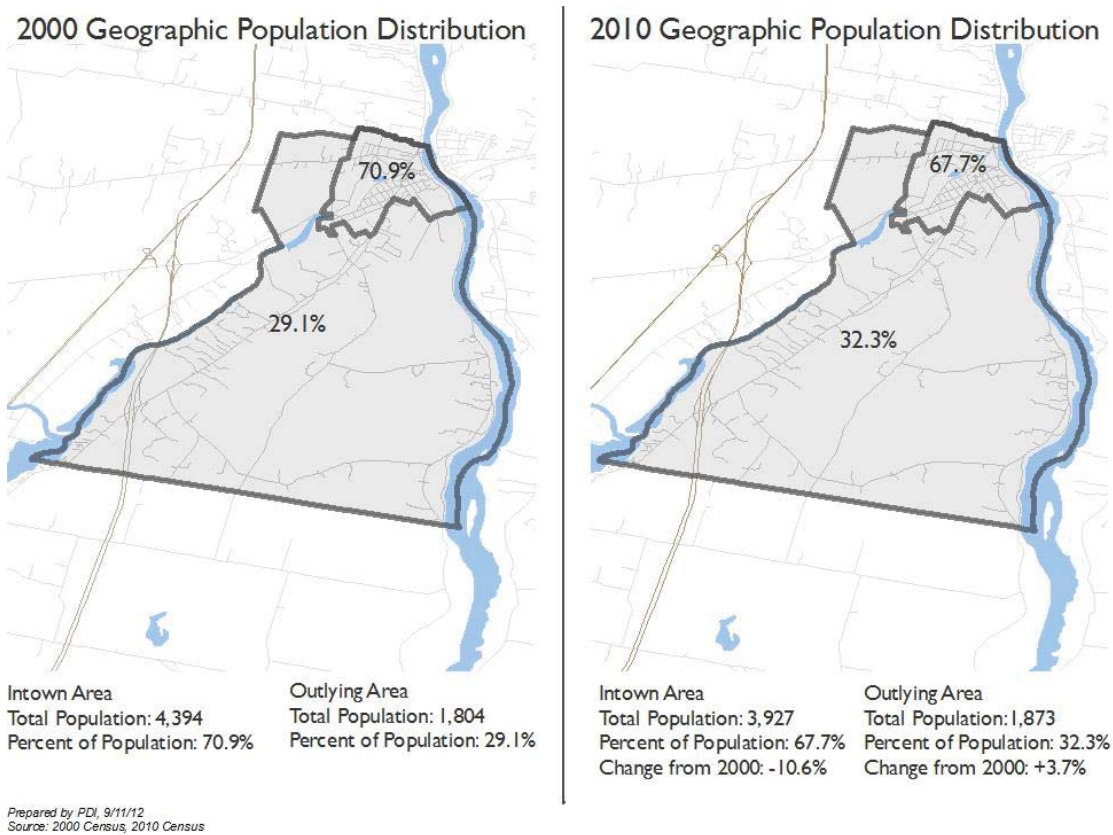 2000 Geographic Population Distribution
70.9%
29.1%
Intown Area
Total Population: 4,394
Percent of Population: 70.9%
Outlying Area
Total Population: 1,804
Percent of Population: 29.1%
2010 Geographic Population Distribution
67.7%
32.3%
Intown Area
Total Population: 3,927
Percent of Population: 67.7%
Change from 2000: -10.6%
Outlying Area
Total Population:1,873
Percent of Population: 32.3%
Change from 2000: +3.7%
Prepared by PDI, 9/11/12
Source: 2000 Census, 2010 Census